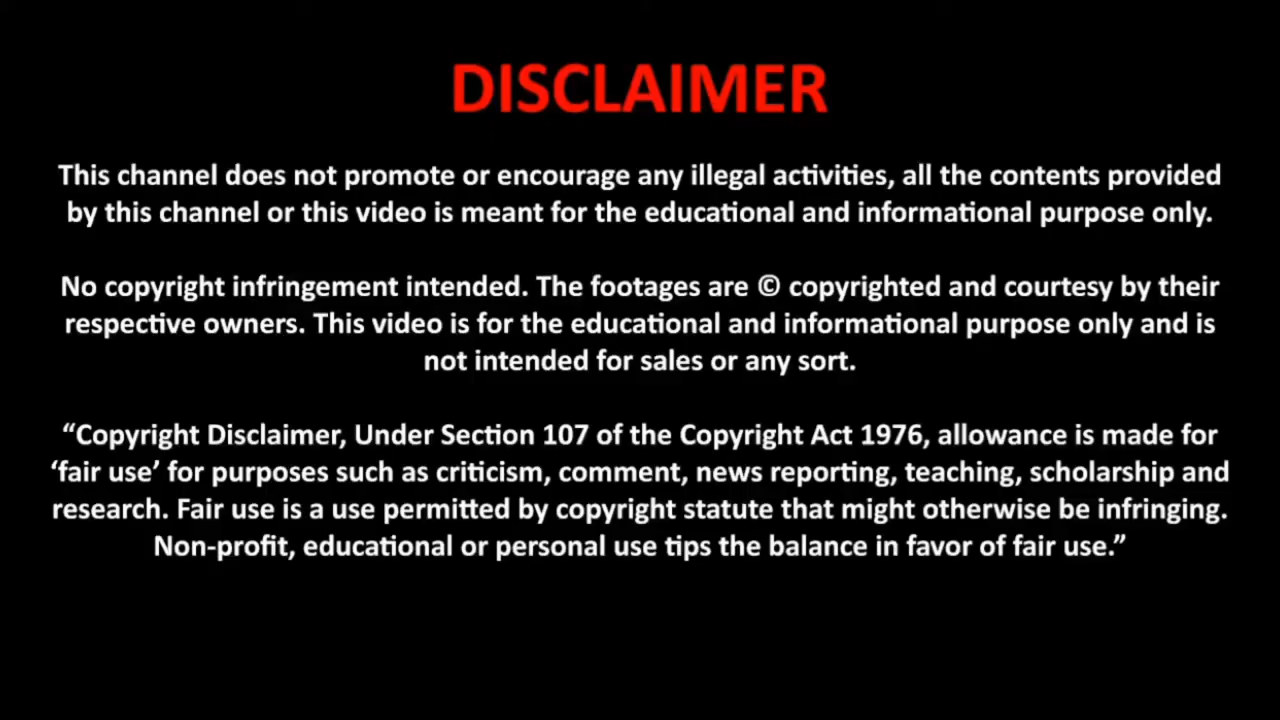 DISCLAIMER
This channel does not promote or encourage any illegal activities, all the contents provided
by this channel or this video is meant for the educational and informational purpose only.
No copyright infringement intended. The footages are © copyrighted and courtesy by their
respective owners. This video is for the educational and informational purpose only and is
not intended for sales or any sort.
“Copyright Disclaimer, Under Section 107 of the Copyright Act 1976, allowance is made for
‘fair use’ for purposes such as criticism, comment, news reporting, teaching, scholarship and
research. Fair use is a use permitted by copyright statute that might otherwise be infringing.
Non-profit, educational or personal use tips the balance in favor of fair use.”